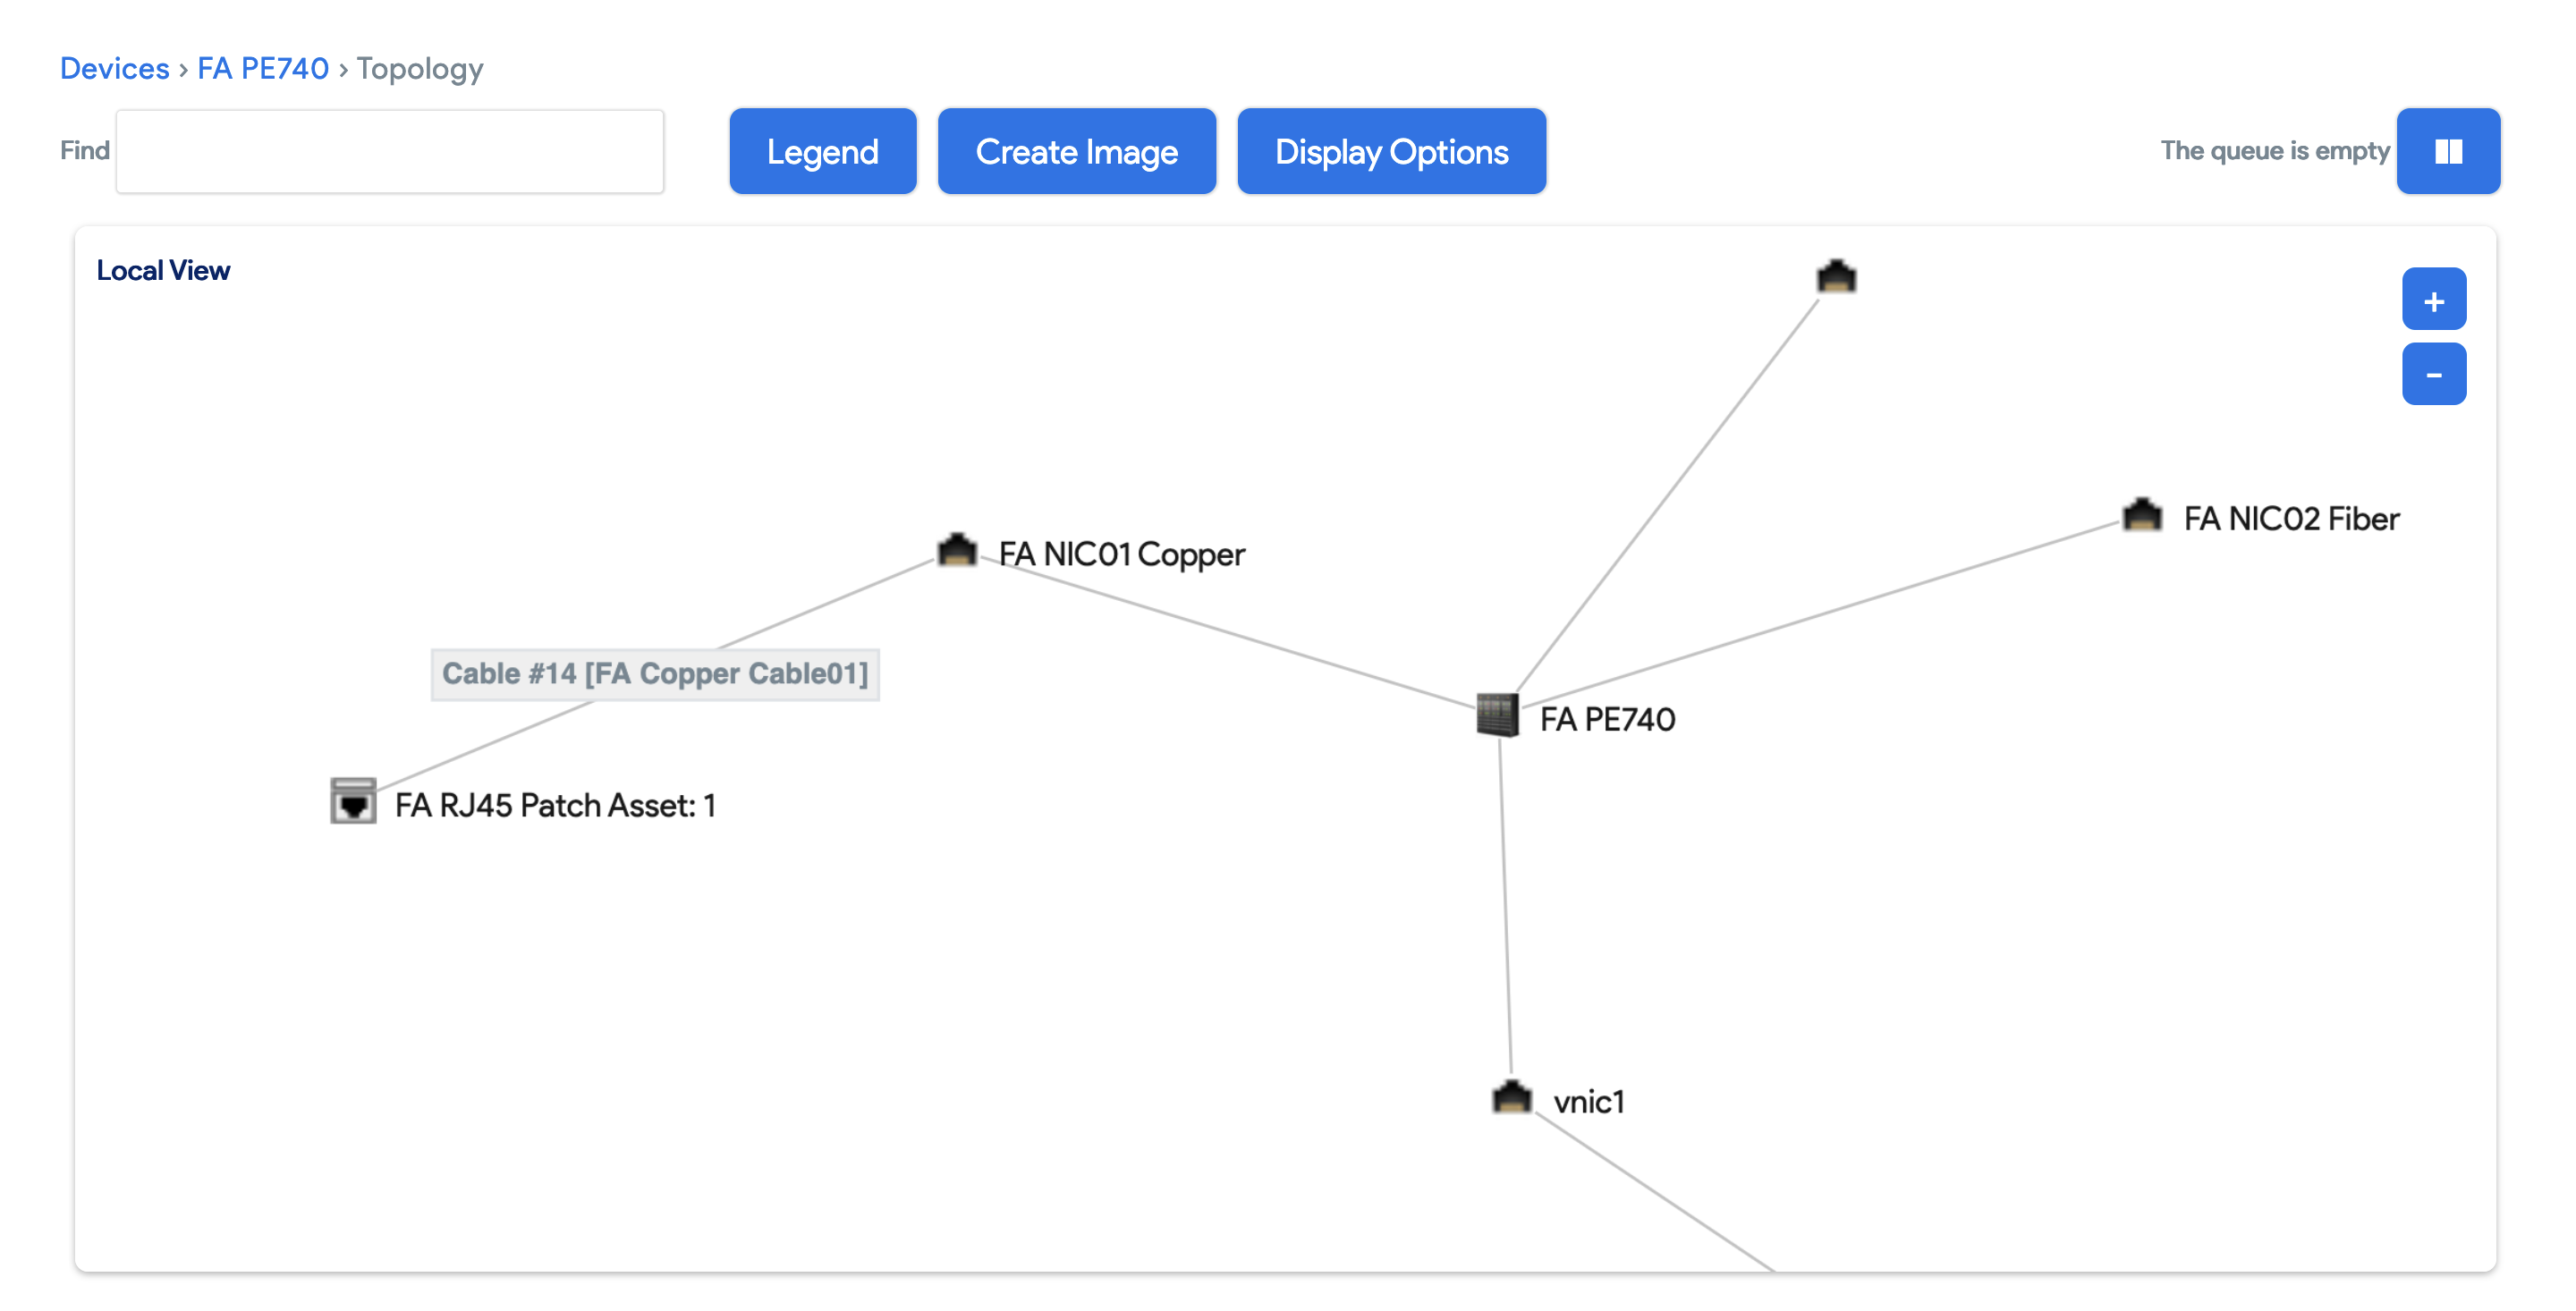 Devices › FA PE740 › Topology
Find
Legend
Create Image
Display Options
The queue is empty
Local View
+
-
FA NIC02 Fiber
FA NIC01 Copper
Cable #14 [FA Copper Cable01]
FA PE740
FA RJ45 Patch Asset: 1
vnic1